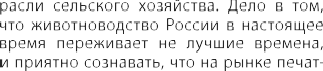 расли сельского хозяйства. Дело в том,
что животноводство России в настоящее
время переживает не лучшие времена,
и приятно сознавать, что на рынке печат-